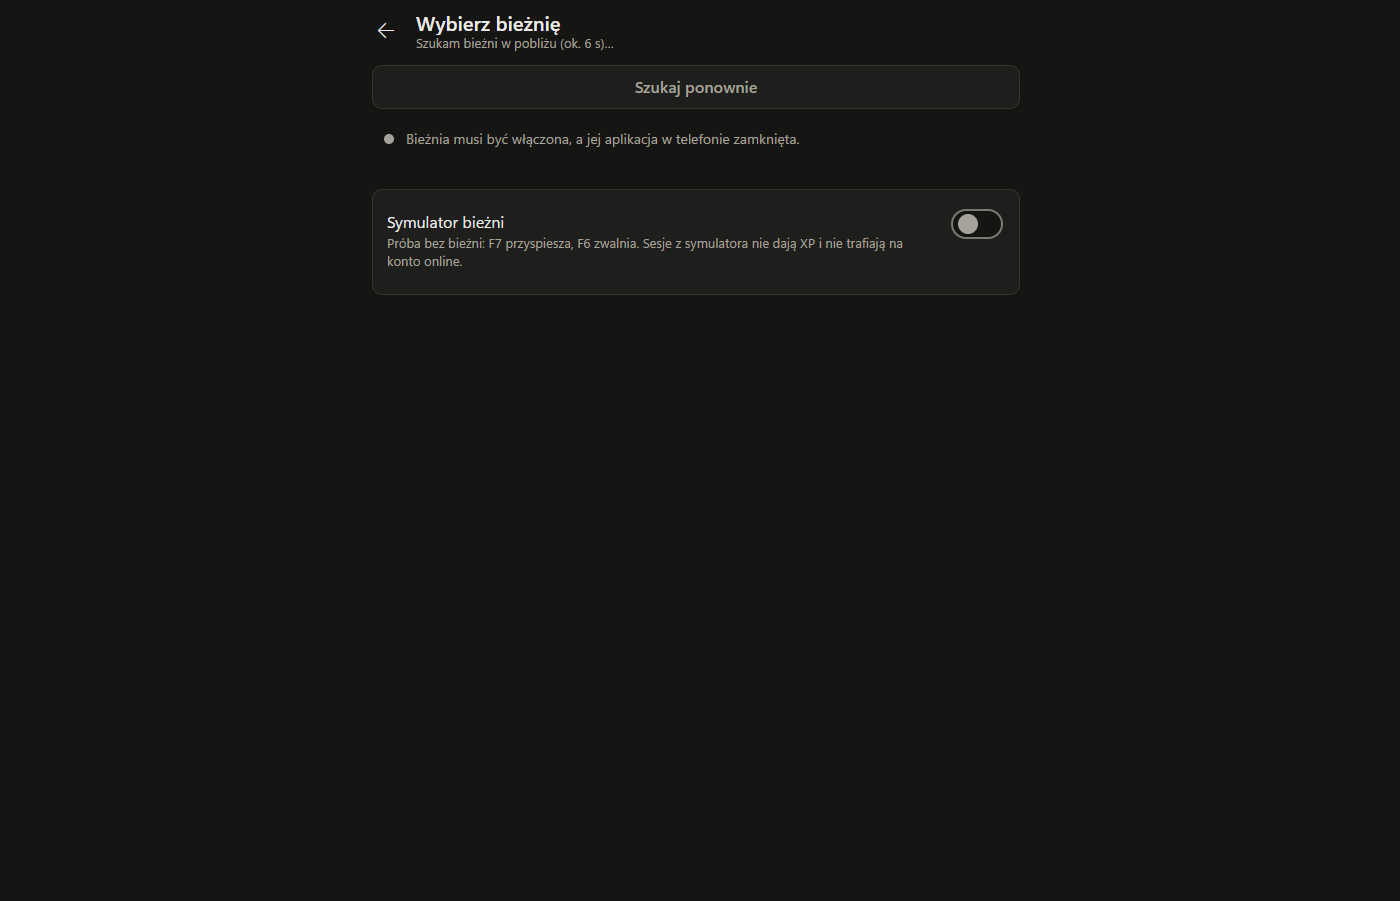 Wybierz bieżnię
Szukam bieżni w pobliżu (ok. 6 s)...
Szukaj ponownie
Bieżnia musi być włączona, a jej aplikacja w telefonie zamknięta.
Symulator bieżni
Próba bez bieżni: F7 przyspiesza, F6 zwalnia. Sesje z symulatora nie dają XP i nie trafiają na
konto online.